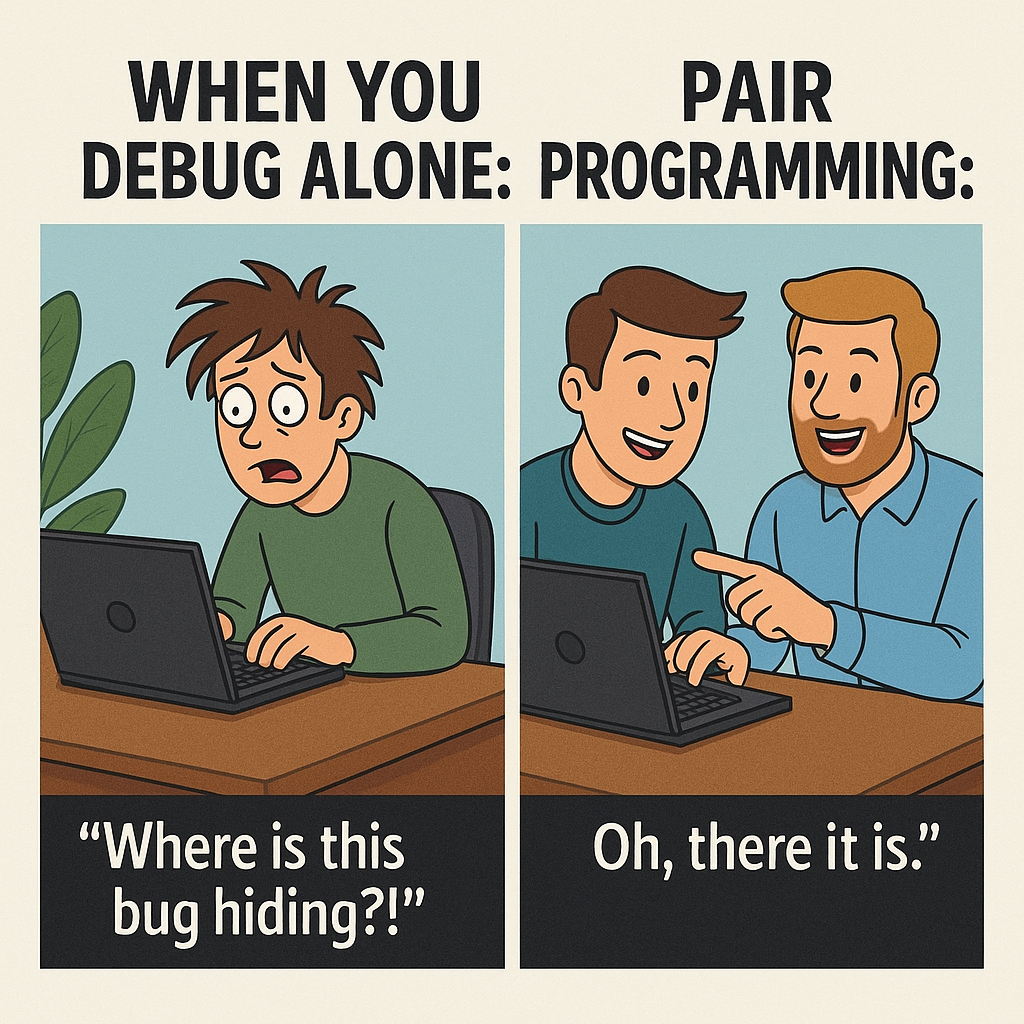 WHEN YOU
DEBUG ALONE:
PAIR
PROGRAMMING:
“Where is this
bug hiding?!”
Oh, there it is.”